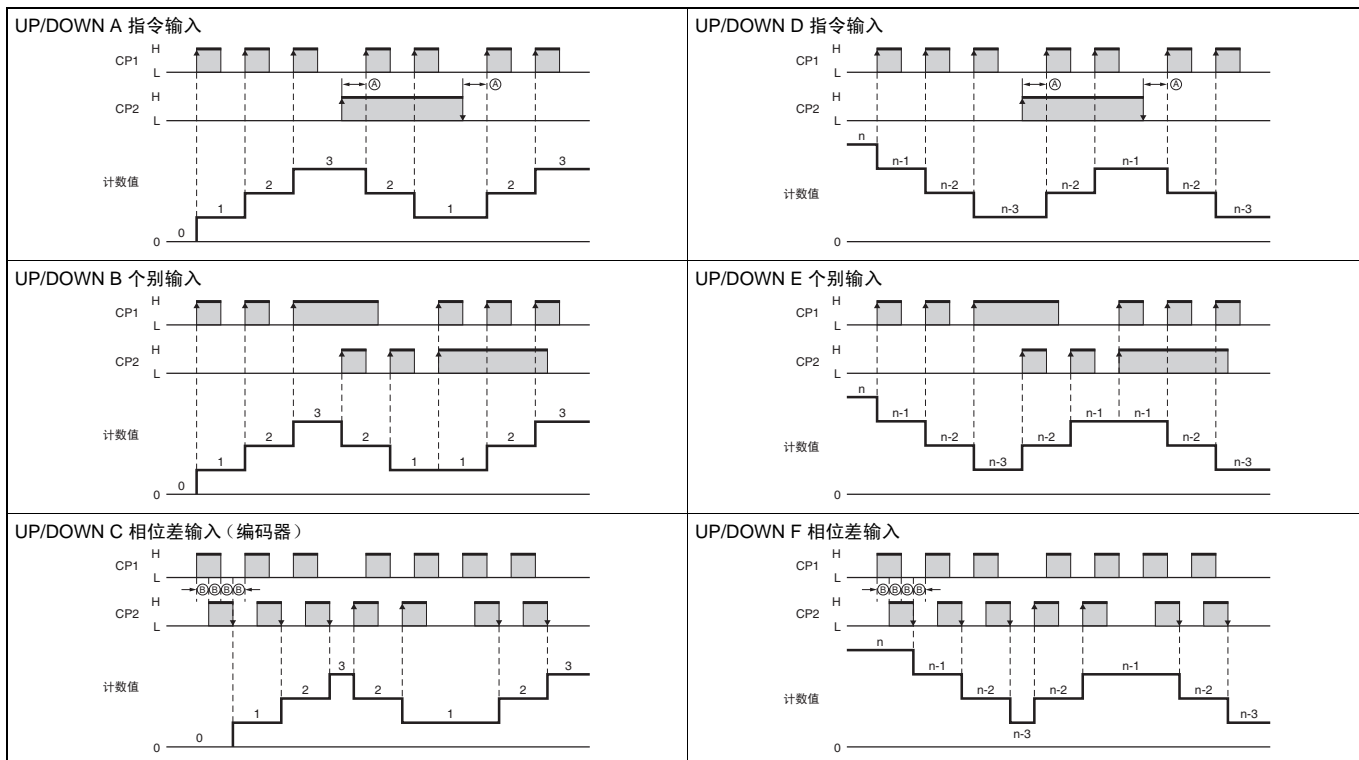 UP/DOWN A 指令输入
H
CP1
L
Ⓐ Ⓐ
H
CP2
L
计数值
0 1 2 3 2 1 2 3
0
UP/DOWN D 指令输入
H
CP1
L
Ⓐ Ⓐ
H
CP2
L
计数值
n n-1 n-2 n-3 n-2 n-1 n-2 n-3
0
UP/DOWN B 个别输入
H
CP1
L
H
CP2
L
计数值
0 1 2 3 2 1 1 2 3
0
UP/DOWN E 个别输入
H
CP1
L
H
CP2
L
计数值
n n-1 n-2 n-3 n-2 n-1 n-1 n-2 n-3
0
UP/DOWN C 相位差输入（编码器）
H
CP1
L
Ⓑ Ⓑ Ⓑ Ⓑ
H
CP2
L
计数值
0 1 2 3 2 1 2 3
0
UP/DOWN F 相位差输入
H
CP1
L
Ⓑ Ⓑ Ⓑ Ⓑ
H
CP2
L
计数值
n n-1 n-2 n-3 n-2 n-1 n-2 n-3
0